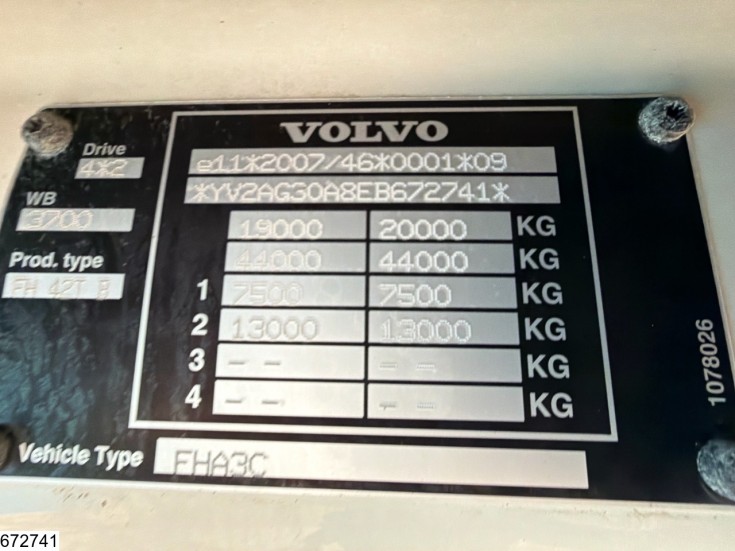 VOLVO
Drive
4*2
e11*2007/46*0001*09
*YV2AG30A8EB672741*
WB
3700
19000 20000 KG
44000 44000 KG
Prod. type
FH 42T B
1 7500 7500 KG
2 13000 13000 KG
3 -- -- KG
4 -- -- KG
1078026
Vehicle Type FHA3C
672741